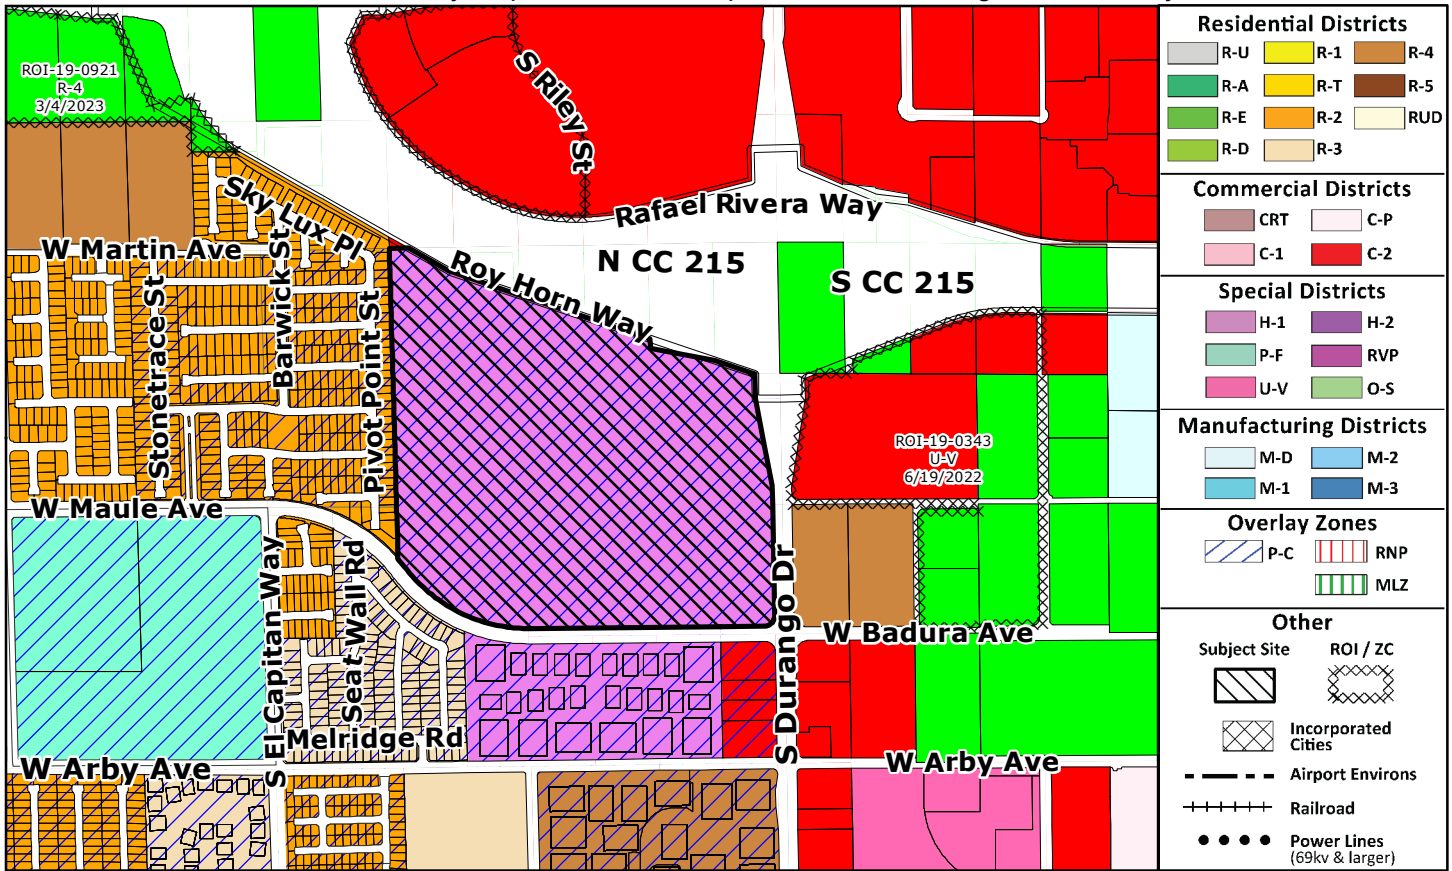 ROI-19-0921
R-4
3/4/2023
S Riley St
Sky Lux Pl
Rafael Rivera Way
W Martin Ave
Roy Horn Way
N CC 215
S CC 215
Stonetrace St
Barwick St
Pivot Point St
ROI-19-0343
U-V
6/19/2022
W Maule Ave
S El Capitan Way
Seat Wall Rd
S Durango Dr
W Badura Ave
Melridge Rd
W Arby Ave
W Arby Ave
Residential Districts
R-U R-1 R-4
R-A R-T R-5
R-E R-2 RUD
R-D R-3
Commercial Districts
CRT C-P
C-1 C-2
Special Districts
H-1 H-2
P-F RVP
U-V O-S
Manufacturing Districts
M-D M-2
M-1 M-3
Overlay Zones
P-C RNP
MLZ
Other
Subject Site ROI / ZC
Incorporated
Cities
Airport Environs
Railroad
Power Lines
(69kv & larger)